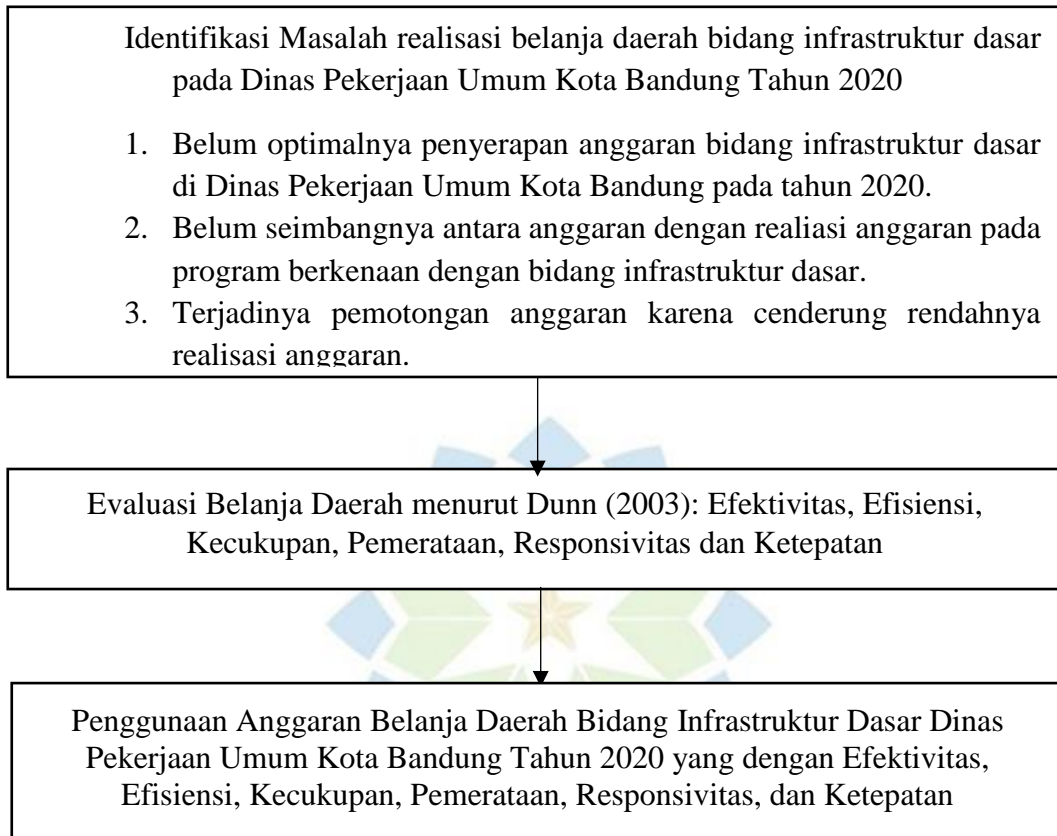 Identifikasi Masalah realisasi belanja daerah bidang infrastruktur dasar
pada Dinas Pekerjaan Umum Kota Bandung Tahun 2020
1. Belum optimalnya penyerapan anggaran bidang infrastruktur dasar
di Dinas Pekerjaan Umum Kota Bandung pada tahun 2020.
2. Belum seimbangnya antara anggaran dengan realiasi anggaran pada
program berkenaan dengan bidang infrastruktur dasar.
3. Terjadinya pemotongan anggaran karena cenderung rendahnya
realisasi anggaran.
Evaluasi Belanja Daerah menurut Dunn (2003): Efektivitas, Efisiensi,
Kecukupan, Pemerataan, Responsivitas dan Ketepatan
Penggunaan Anggaran Belanja Daerah Bidang Infrastruktur Dasar Dinas
Pekerjaan Umum Kota Bandung Tahun 2020 yang dengan Efektivitas,
Efisiensi, Kecukupan, Pemerataan, Responsivitas, dan Ketepatan